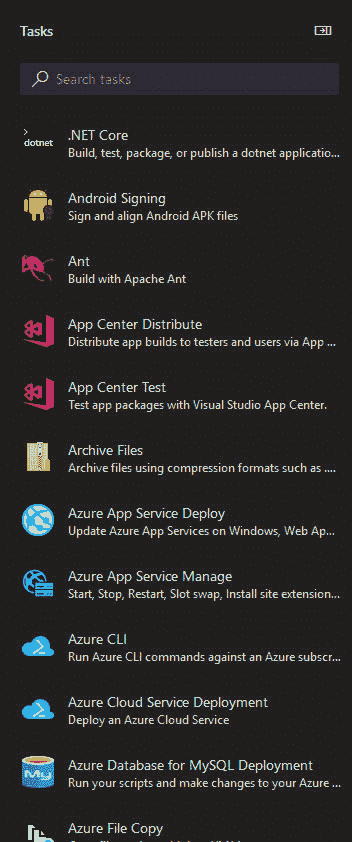 Tasks
Search tasks
>
dotnet
.NET Core
Build, test, package, or publish a dotnet applicatio...
Android Signing
Sign and align Android APK files
Ant
Build with Apache Ant
App Center Distribute
Distribute app builds to testers and users via App ...
App Center Test
Test app packages with Visual Studio App Center.
Archive Files
Archive files using compression formats such as ....
Azure App Service Deploy
Update Azure App Services on Windows, Web Ap...
Azure App Service Manage
Start, Stop, Restart, Slot swap, Install site extension...
Azure CLI
Run Azure CLI commands against an Azure subscr...
Azure Cloud Service Deployment
Deploy an Azure Cloud Service
My
Azure Database for MySQL Deployment
Run your scripts and make changes to your Azure ...
Azure File Copy